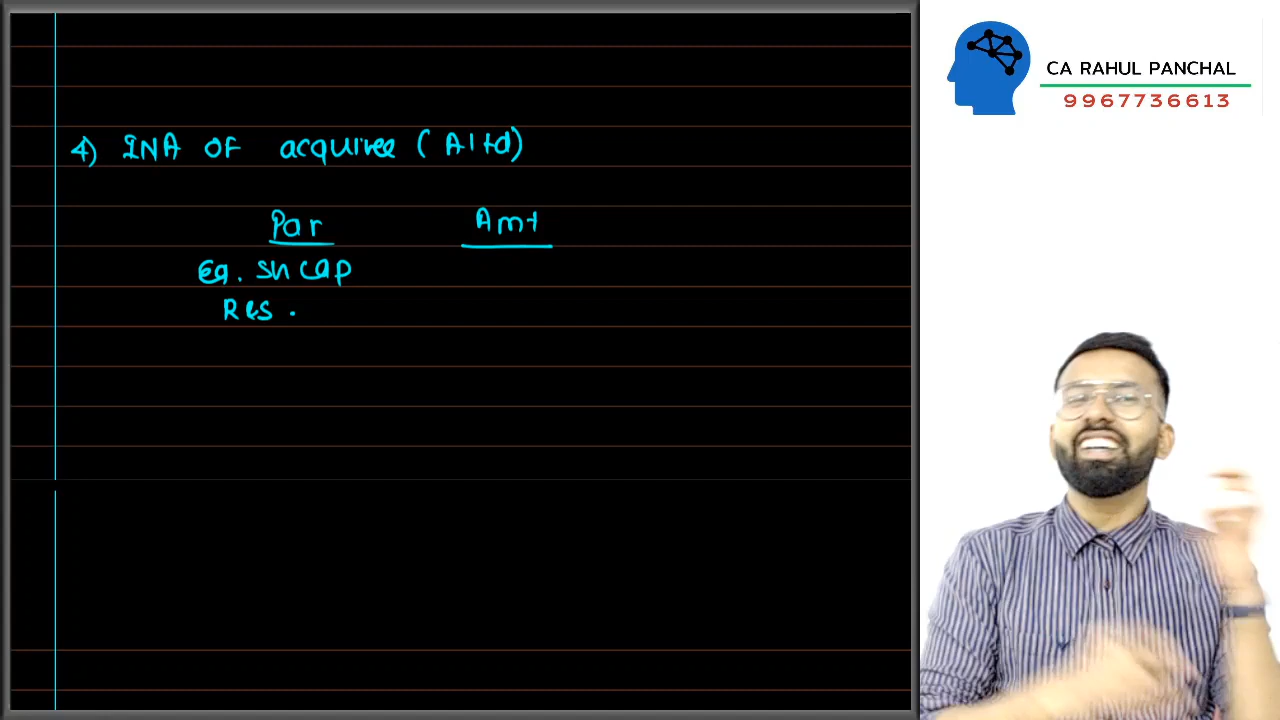 CA RAHUL PANCHAL
9967736613
4) INA OF acquiree (A ltd)
Par Amt
Eq. sh cap
Res.